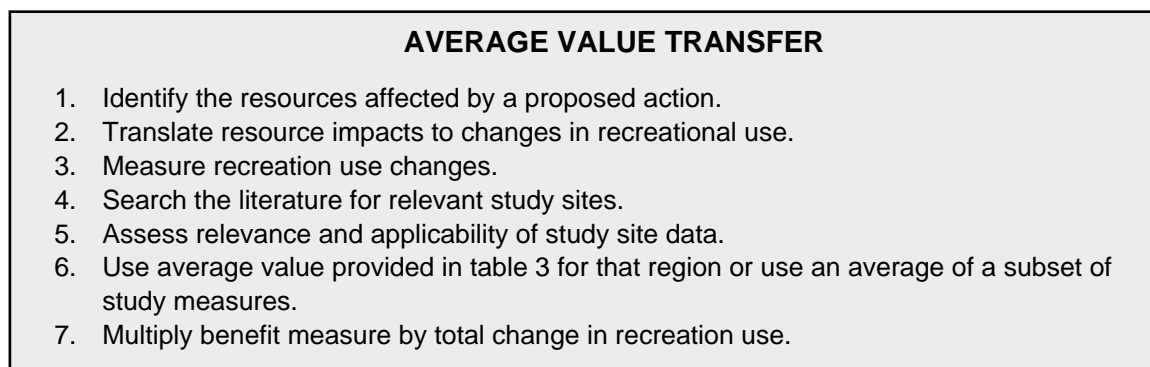 AVERAGE VALUE TRANSFER
1. Identify the resources affected by a proposed action.
2. Translate resource impacts to changes in recreational use.
3. Measure recreation use changes.
4. Search the literature for relevant study sites.
5. Assess relevance and applicability of study site data.
6. Use average value provided in table 3 for that region or use an average of a subset of
study measures.
7. Multiply benefit measure by total change in recreation use.